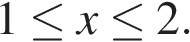 1 ≤ x ≤ 2.